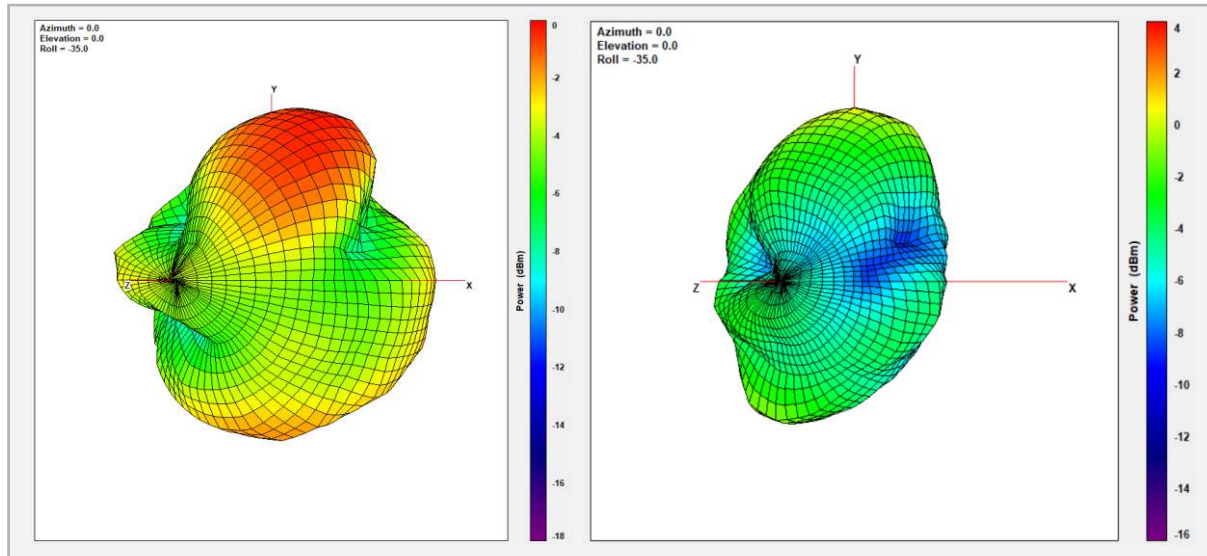 Azimuth = 0.0
Elevation = 0.0
Roll = -35.0
Y
X
Z
0
-2
-4
-6
-8
-10
-12
-14
-16
-18
Power (dBm)
Azimuth = 0.0
Elevation = 0.0
Roll = -35.0
Y
Z
X
4
2
0
-2
-4
-6
-8
-10
-12
-14
-16
Power (dBm)